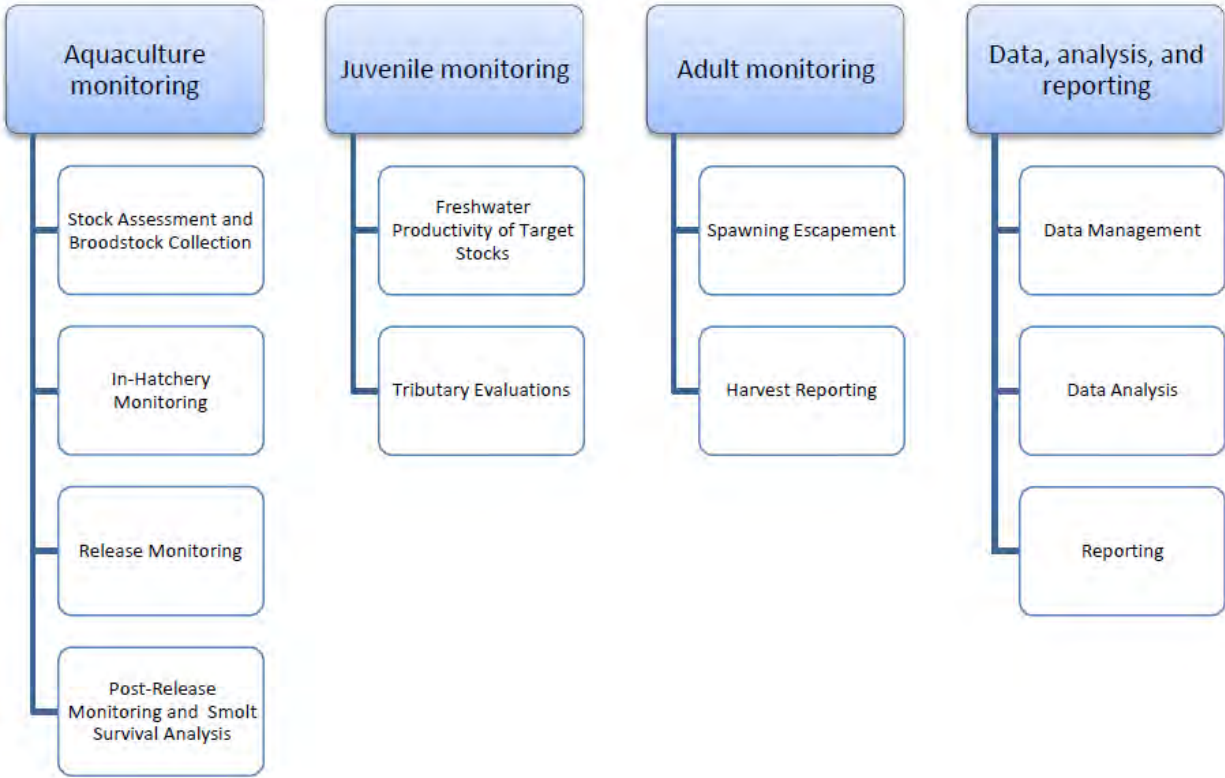 Aquaculture
monitoring
Stock Assessment and
Broodstock Collection
In-Hatchery
Monitoring
Release Monitoring
Post-Release
Monitoring and Smolt
Survival Analysis
Juvenile monitoring
Freshwater
Productivity of Target
Stocks
Tributary Evaluations
Adult monitoring
Spawning Escapement
Harvest Reporting
Data, analysis, and
reporting
Data Management
Data Analysis
Reporting